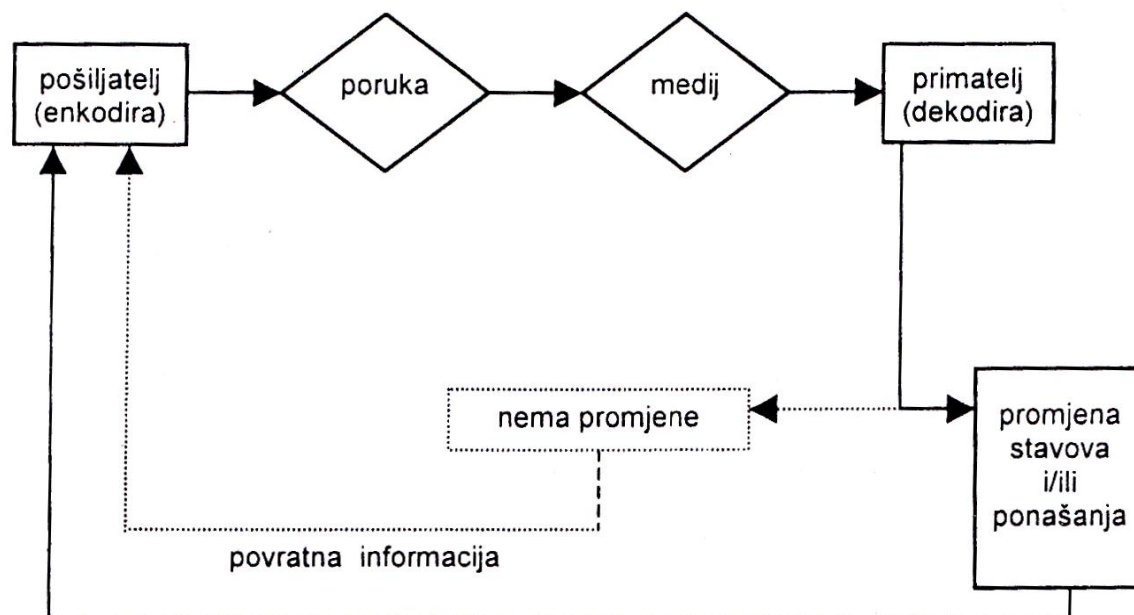 pošiljatelj
(enkodira)
poruka
medij
primatelj
(dekodira)
nema promjene
promjena
stavova
i/ili
ponašanja
povratna informacija